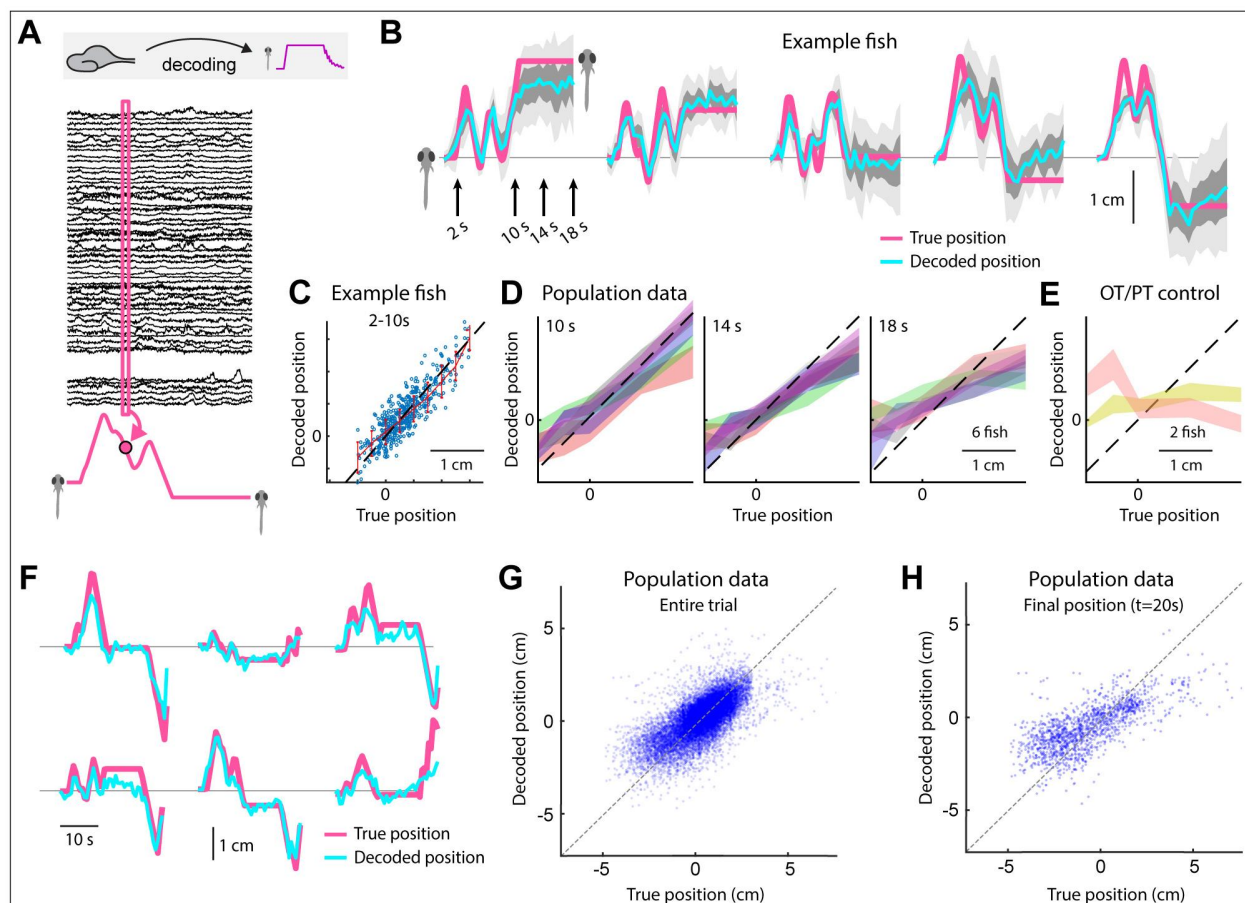 A
decoding
B
Example fish
2 s
10 s
14 s
18 s
1 cm
True position
Decoded position
C
Example fish
2-10s
Decoded position
0
1 cm
0
True position
D
Population data
10 s
14 s
18 s
Decoded position
0
6 fish
1 cm
0
0
0
True position
True position
E
OT/PT control
Decoded position
0
2 fish
1 cm
0
True position
F
10 s
1 cm
True position
Decoded position
G
Population data
Entire trial
Decoded position (cm)
5
0
-5
-5
0
5
True position (cm)
H
Population data
Final position (t=20s)
Decoded position (cm)
5
0
-5
-5
0
5
True position (cm)